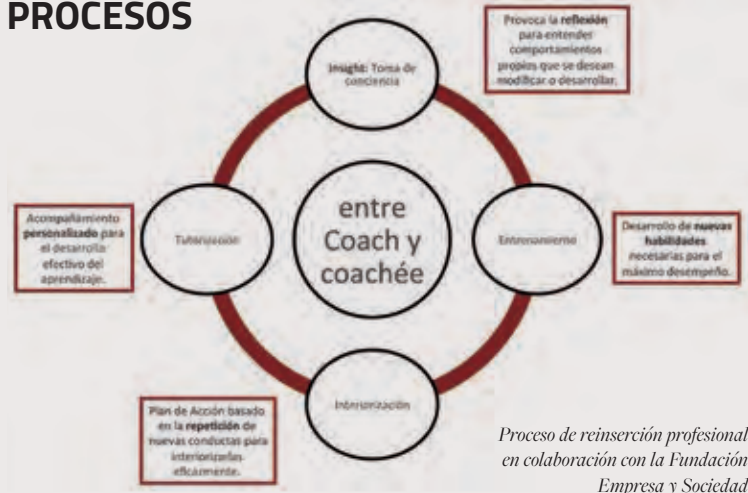 PROCESOS
Provoca la reflexión
para entender
comportamientos
propios que se desean
modificar o desarrollar.
Insight: Toma de
conciencia
Acompañamiento
personalizado para
el desarrollo
efectivo del
aprendizaje.
Tutorización
entre
Coach y
coachée
Entrenamiento
Desarrollo de nuevas
habilidades
necesarias para el
máximo desempeño.
Interiorización
Plan de Acción basado
en la repetición de
nuevas conductas para
interiorizarlas
eficazmente.
Proceso de reinserción profesional
en colaboración con la Fundación
Empresa y Sociedad